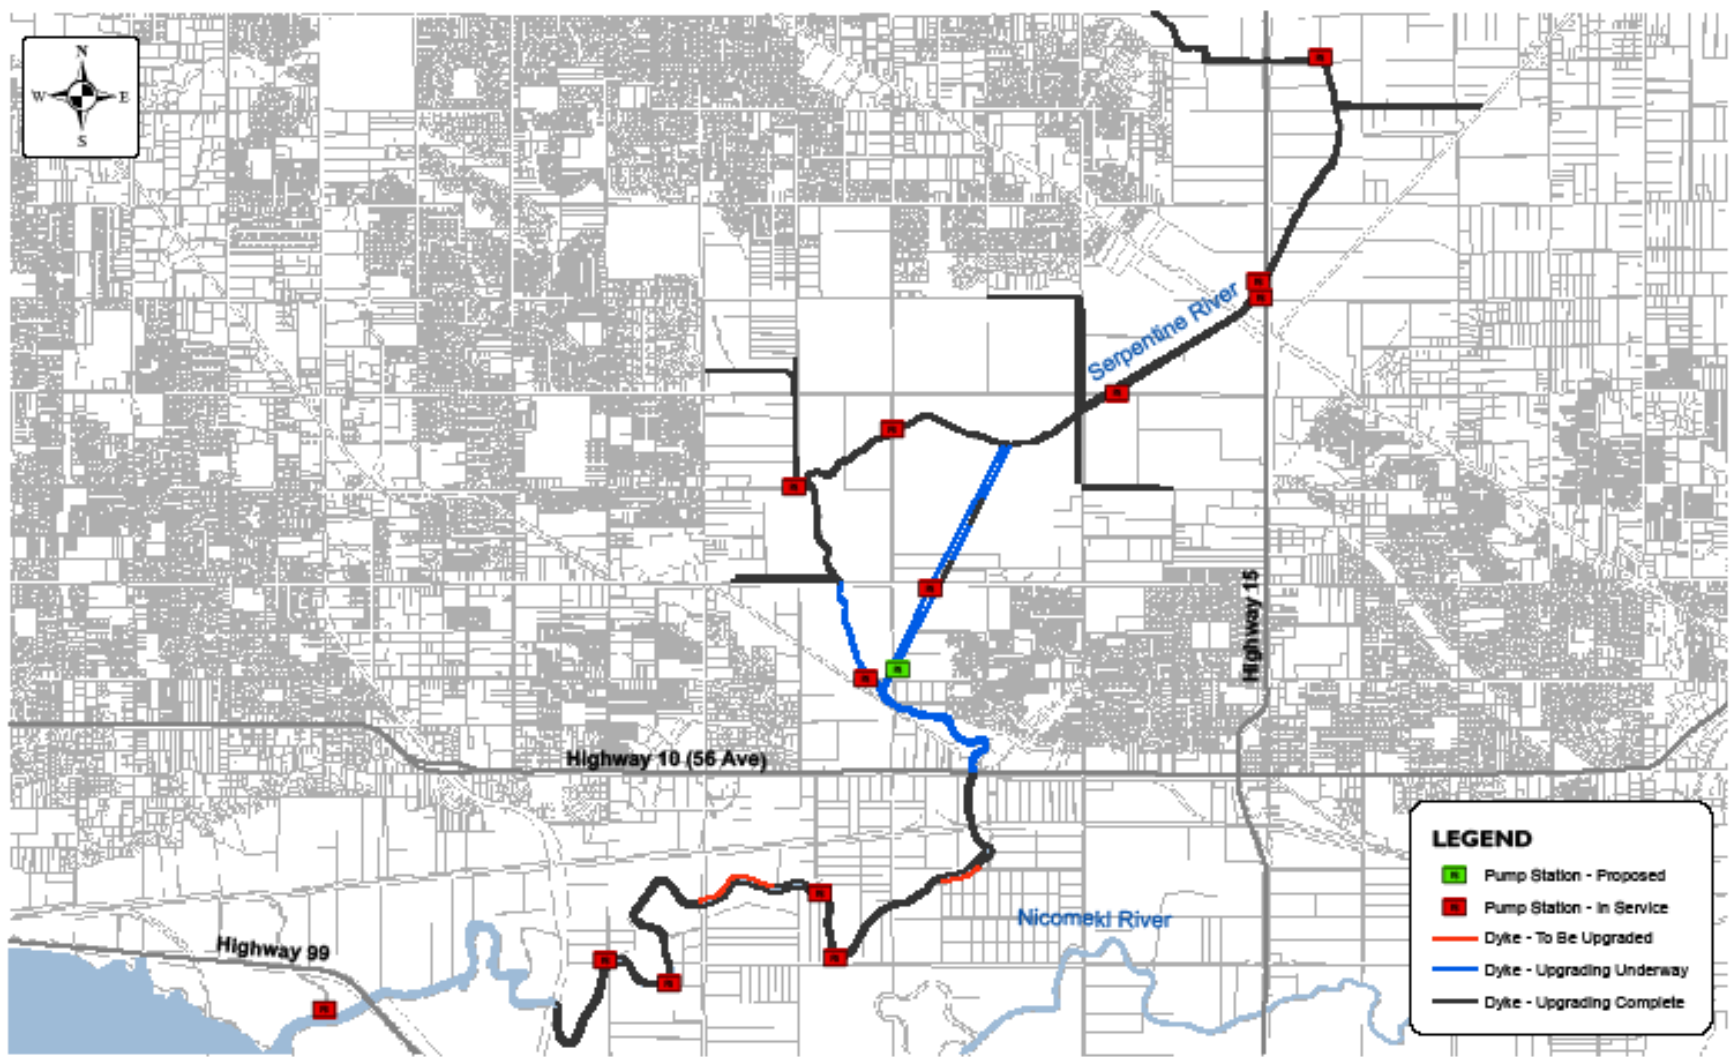 N
W E
S
Serpentine River
Highway 15
Highway 10 (56 Ave)
LEGEND
Pump Station - Proposed
Pump Station - In Service
Dyke - To Be Upgraded
Dyke - Upgrading Underway
Dyke - Upgrading Complete
Nicomekl River
Highway 99